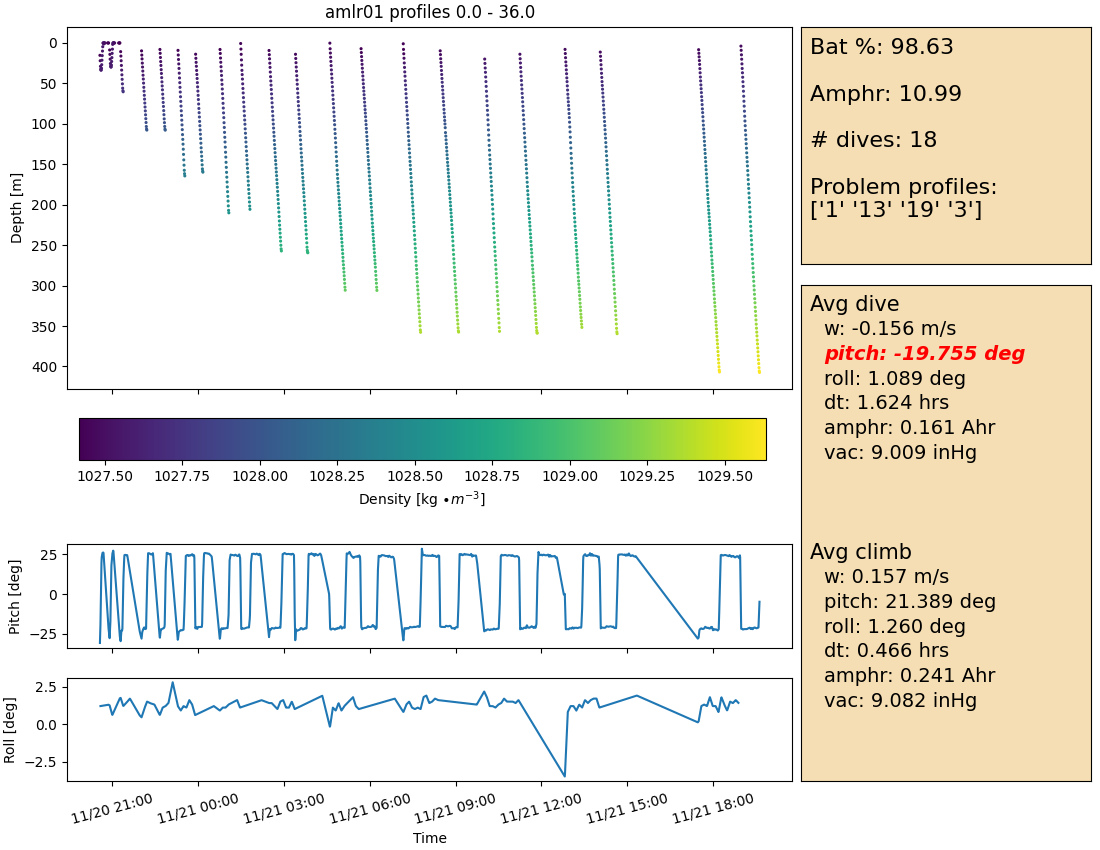 amlr01 profiles 0.0 - 36.0
0
50
100
150
200
250
300
350
400
Depth [m]
1027.50
1027.75
1028.00
1028.25
1028.50
1028.75
1029.00
1029.25
1029.50
Density [kg •m⁻³]
25
0
−25
Pitch [deg]
2.5
0.0
−2.5
Roll [deg]
11/20 21:00
11/21 00:00
11/21 03:00
11/21 06:00
11/21 09:00
11/21 12:00
11/21 15:00
11/21 18:00
Time
Bat %: 98.63
Amphr: 10.99
# dives: 18
Problem profiles:
['1' '13' '19' '3']
Avg dive
w: -0.156 m/s
pitch: -19.755 deg
roll: 1.089 deg
dt: 1.624 hrs
amphr: 0.161 Ahr
vac: 9.009 inHg
Avg climb
w: 0.157 m/s
pitch: 21.389 deg
roll: 1.260 deg
dt: 0.466 hrs
amphr: 0.241 Ahr
vac: 9.082 inHg